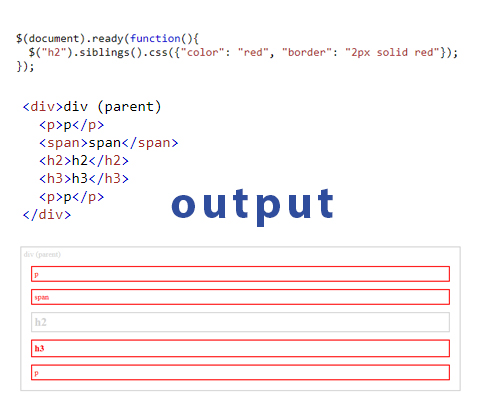 $(document).ready(function(){
$("h2").siblings().css({"color": "red", "border": "2px solid red"});
});
<div>div (parent)
<p>p</p>
<span>span</span>
<h2>h2</h2>
<h3>h3</h3>
<p>p</p>
</div>
output
div (parent)
p
span
h2
h3
p